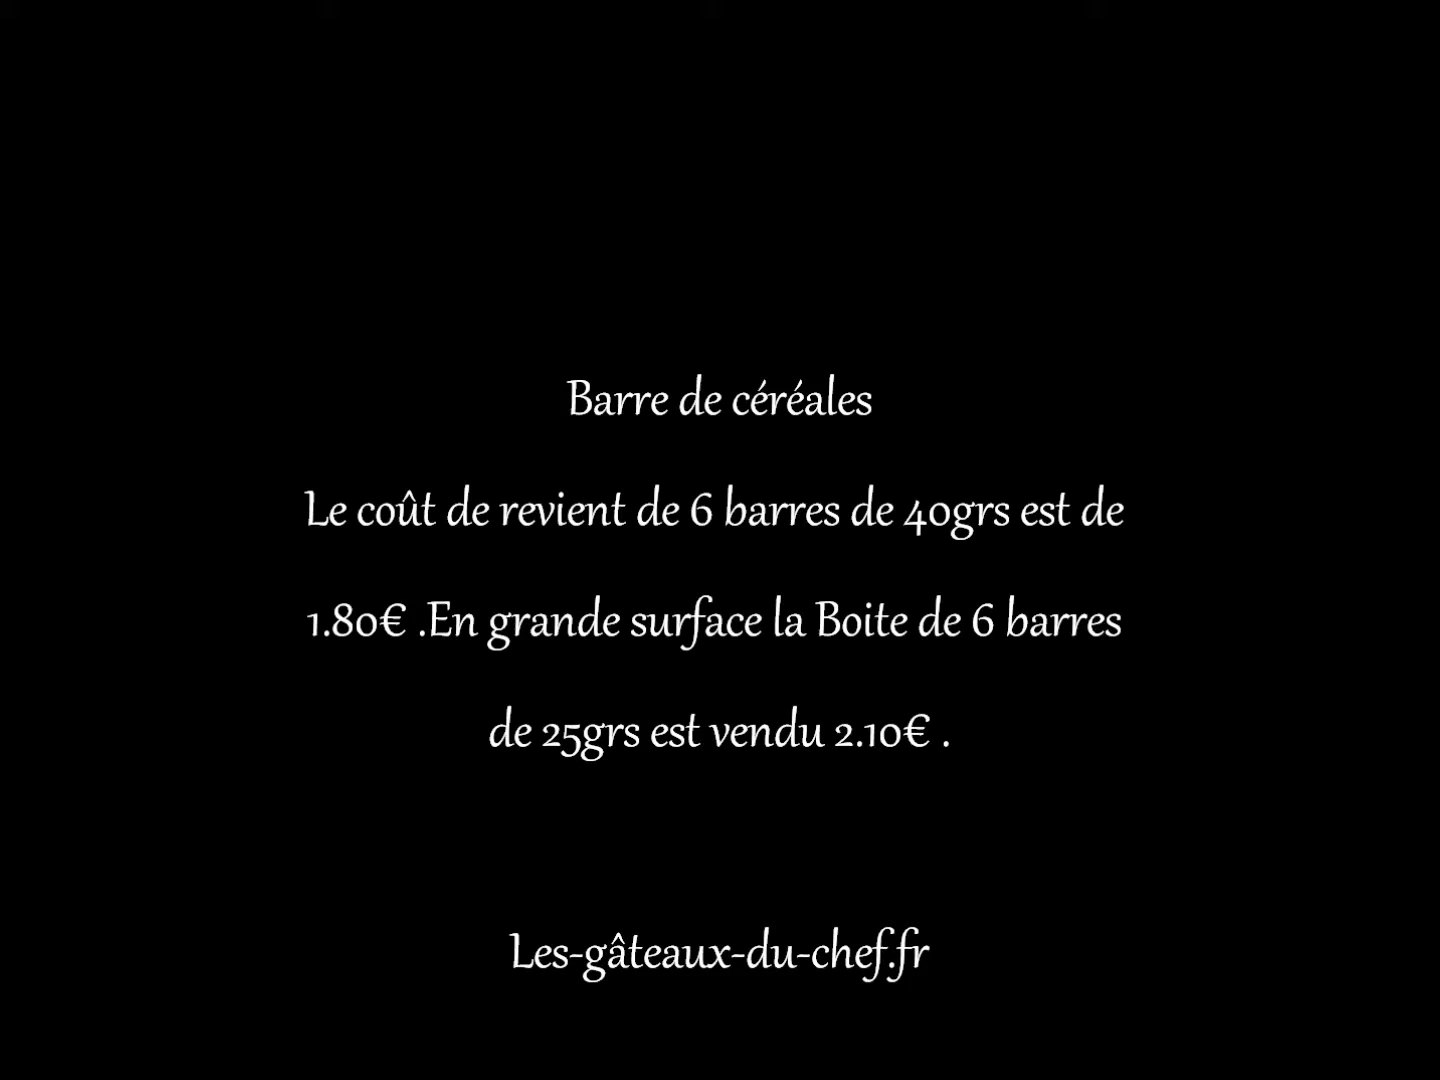 Barre de céréales
Le coût de revient de 6 barres de 40grs est de
1.80€ .En grande surface la Boite de 6 barres
de 25grs est vendu 2.10€ .
Les-gâteaux-du-chef.fr